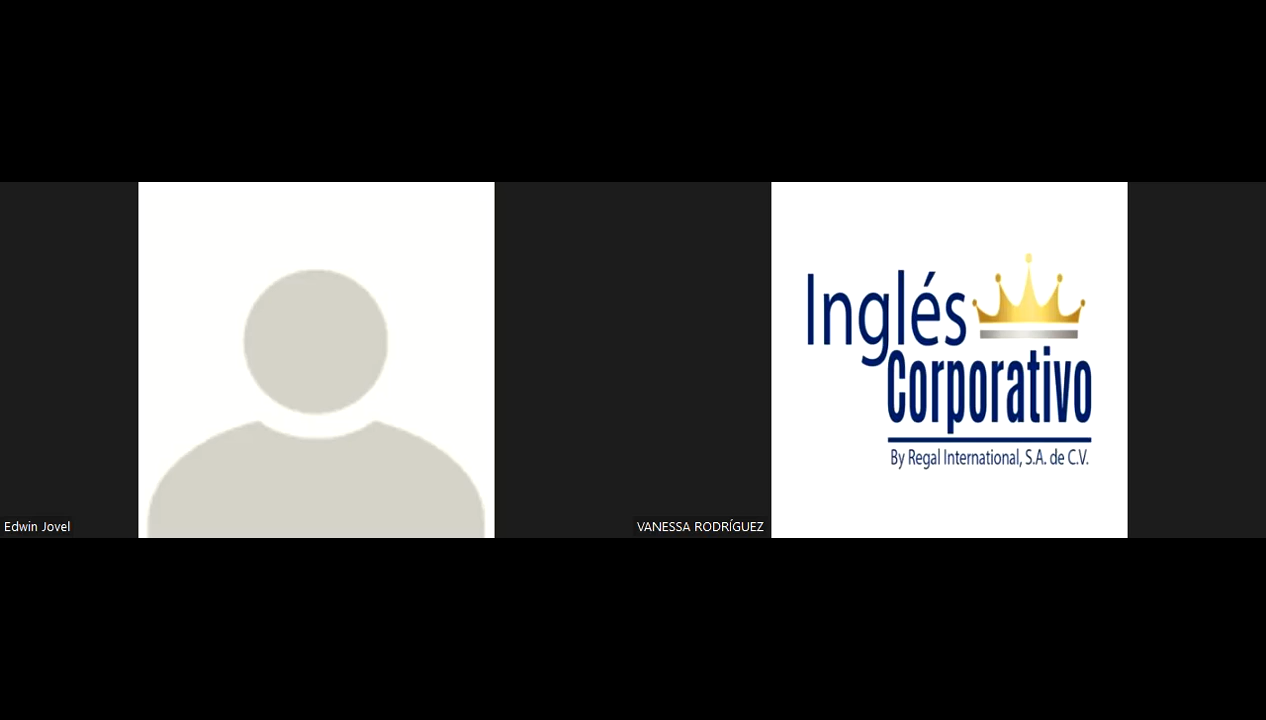 Inglés
Corporativo
By Regal International, S.A. de C.V.
Edwin Jovel
VANESSA RODRÍGUEZ